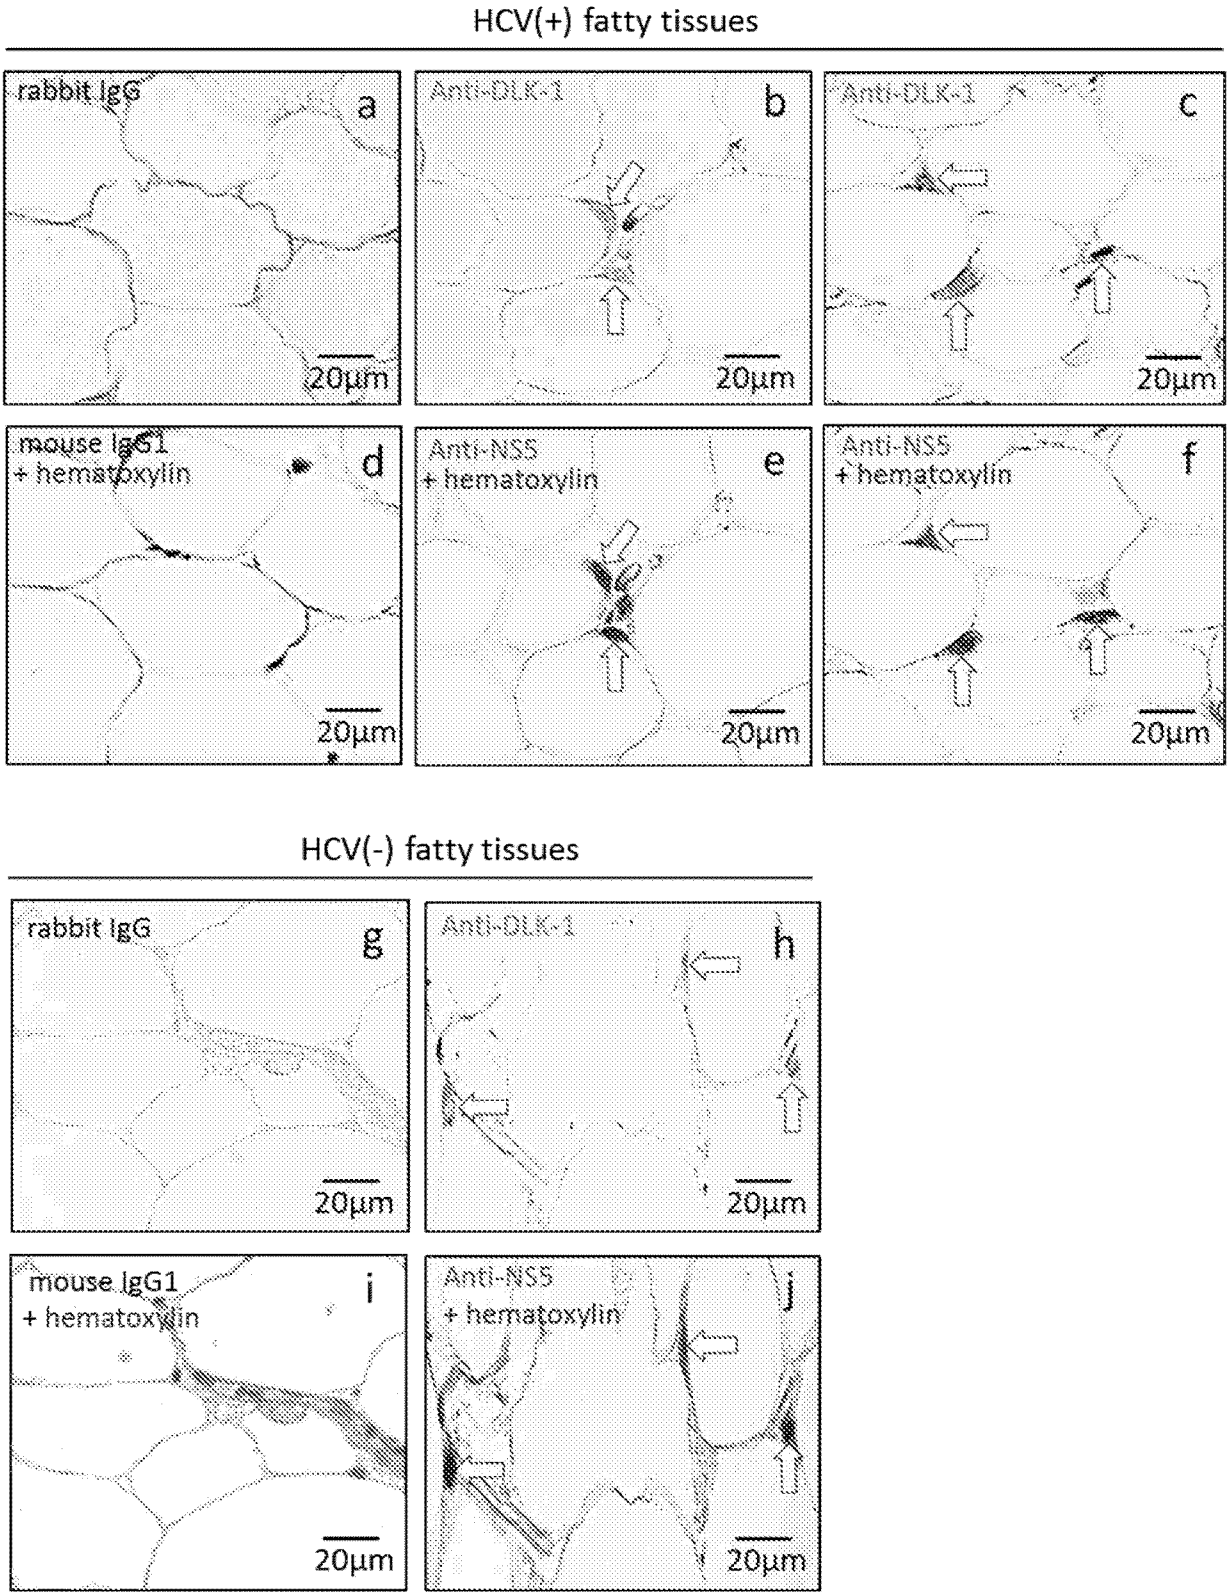 HCV(+) fatty tissues
rabbit IgG
a
20μm
Anti-DLK-1
b
20μm
Anti-DLK-1
c
20μm
mouse IgG1
+ hematoxylin
d
20μm
Anti-NS5
+ hematoxylin
e
20μm
Anti-NS5
+ hematoxylin
f
20μm
HCV(-) fatty tissues
rabbit IgG
g
20μm
Anti-DLK-1
h
20μm
mouse IgG1
+ hematoxylin
i
20μm
Anti-NS5
+ hematoxylin
j
20μm